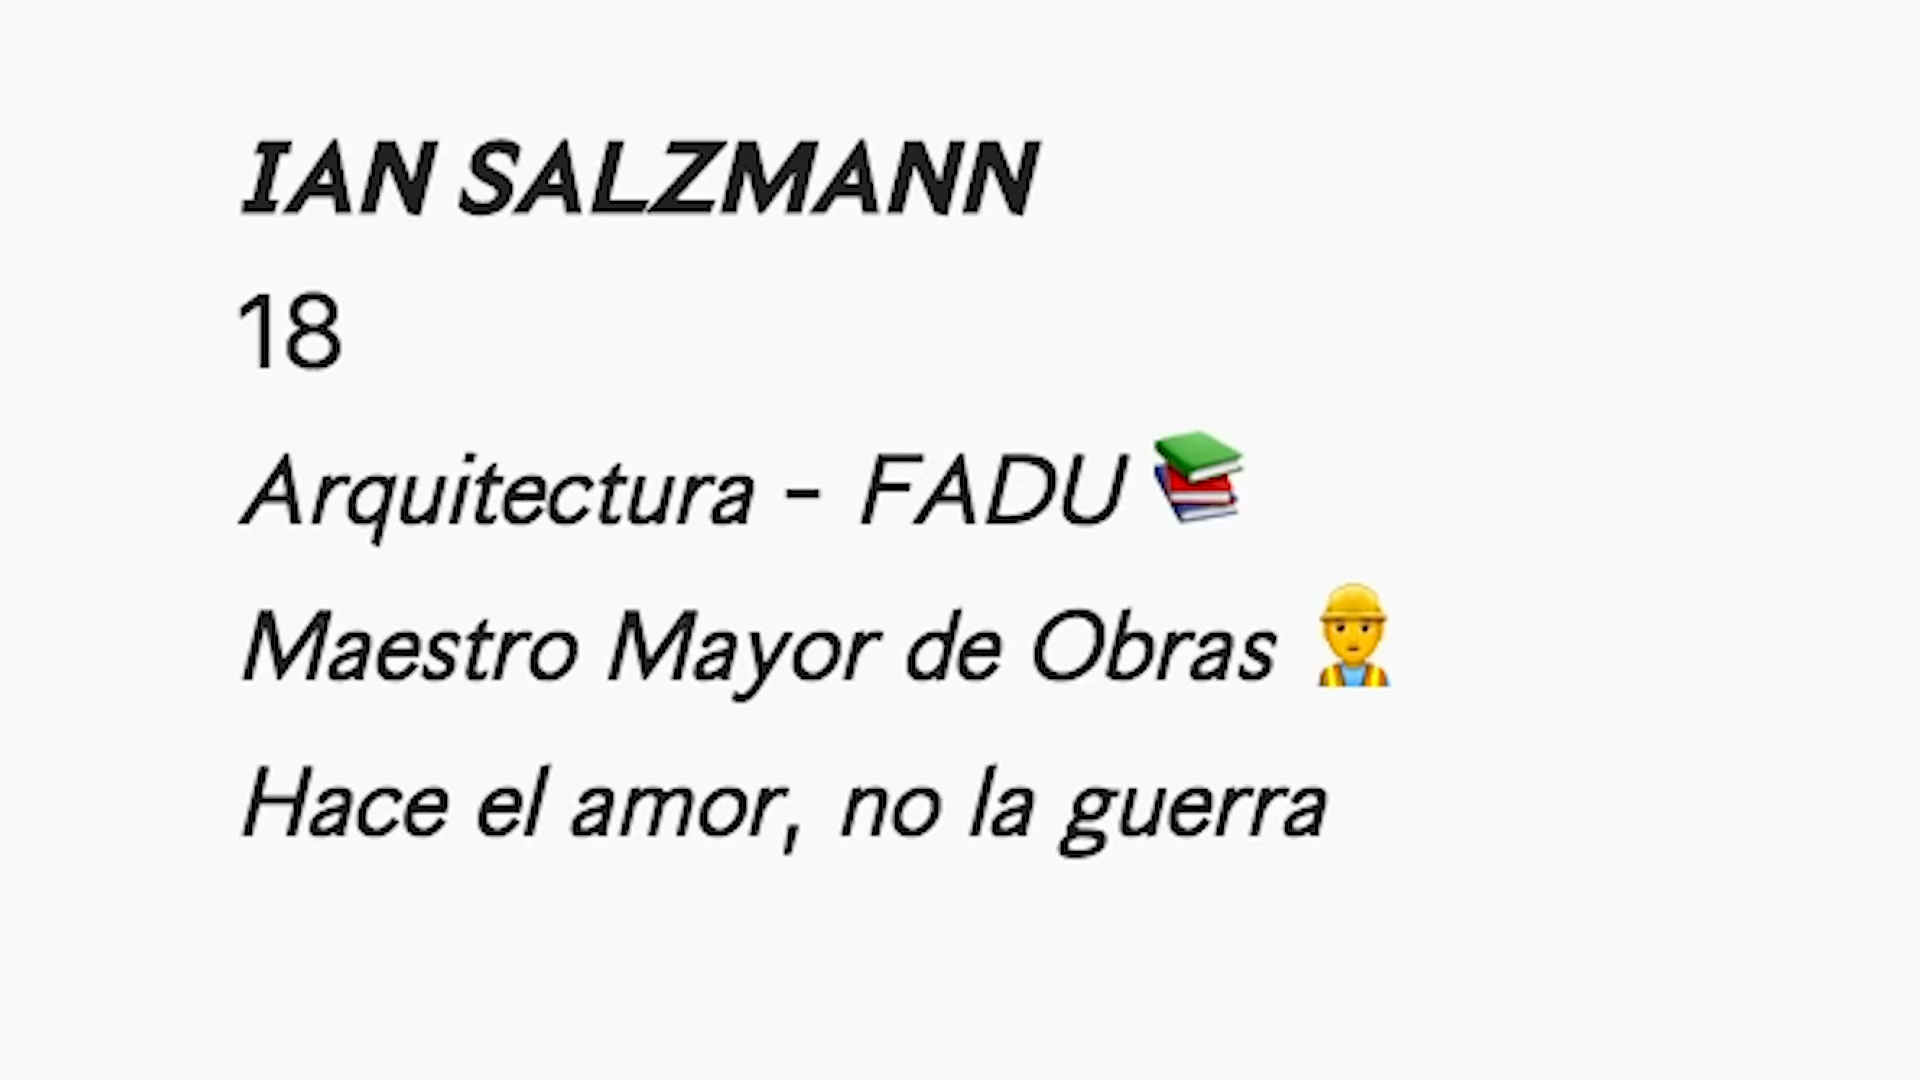 IAN SALZMANN
18
Arquitectura - FADU 📚
Maestro Mayor de Obras 👷
Hace el amor, no la guerra